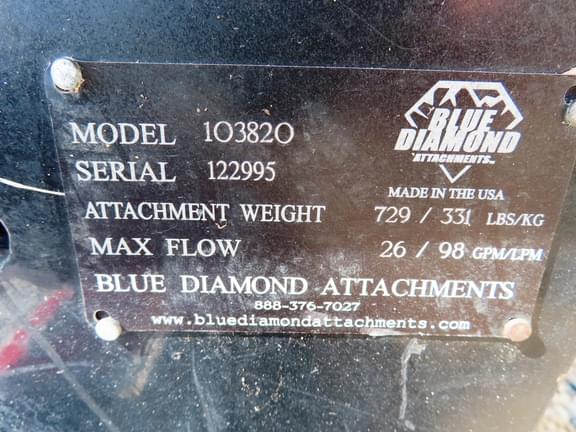 BLUE
DIAMOND
ATTACHMENTS
MADE IN THE USA
MODEL 103820
SERIAL 122995
ATTACHMENT WEIGHT 729 / 331 LBS/KG
MAX FLOW 26 / 98 GPM/LPM
BLUE DIAMOND ATTACHMENTS
888-376-7027
www.bluediamondattachments.com